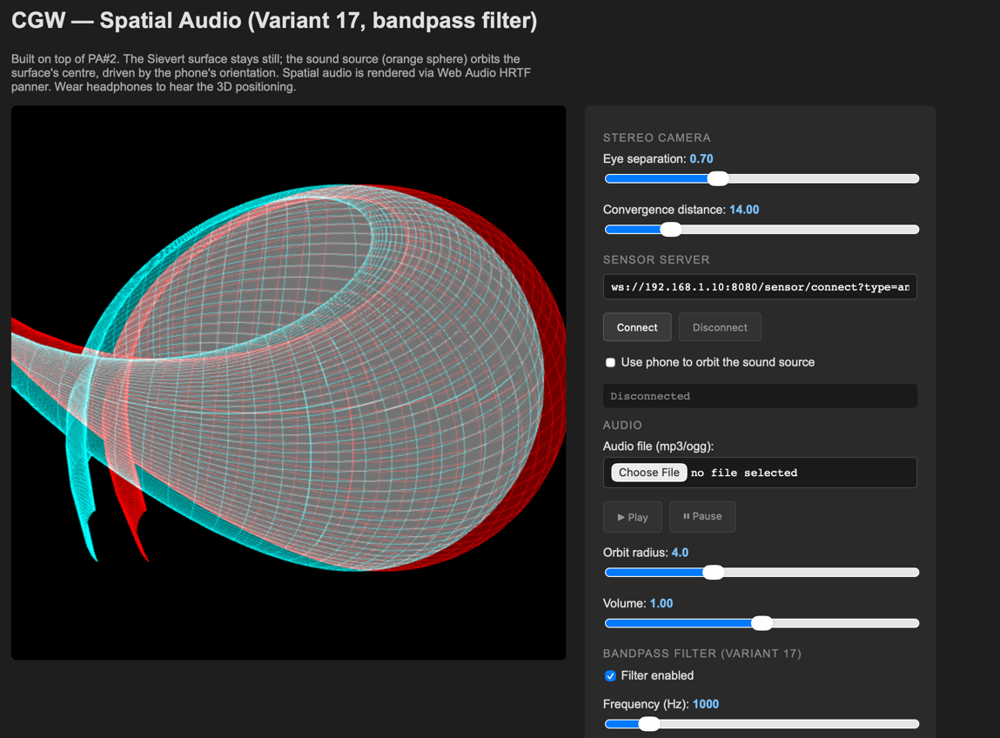 CGW — Spatial Audio (Variant 17, bandpass filter)
Built on top of PA#2. The Sievert surface stays still; the sound source (orange sphere) orbits the
surface's centre, driven by the phone's orientation. Spatial audio is rendered via Web Audio HRTF
panner. Wear headphones to hear the 3D positioning.
STEREO CAMERA
Eye separation: 0.70
Convergence distance: 14.00
SENSOR SERVER
ws://192.168.1.10:8080/sensor/connect?type=an
Connect Disconnect
Use phone to orbit the sound source
Disconnected
AUDIO
Audio file (mp3/ogg):
Choose File no file selected
▶ Play ⏸ Pause
Orbit radius: 4.0
Volume: 1.00
BANDPASS FILTER (VARIANT 17)
Filter enabled
Frequency (Hz): 1000